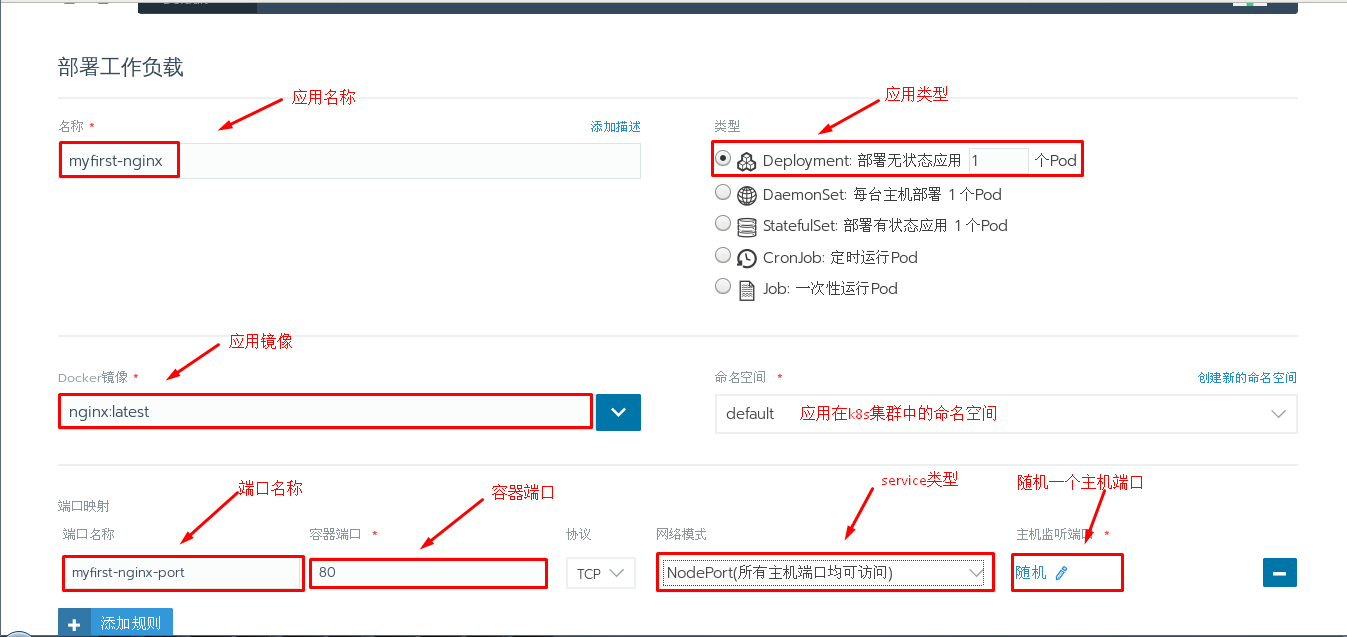 部署工作负载
应用名称
应用类型
名称 *
添加描述
类型
myfirst-nginx
Deployment: 部署无状态应用 1 个Pod
DaemonSet: 每台主机部署 1 个Pod
StatefulSet: 部署有状态应用 1 个Pod
CronJob: 定时运行Pod
Job: 一次性运行Pod
应用镜像
Docker镜像 *
命名空间 *
创建新的命名空间
nginx:latest
default 应用在k8s集群中的命名空间
端口名称
容器端口
service类型
随机一个主机端口
端口映射
端口名称
容器端口 *
协议
网络模式
主机监听端口 *
myfirst-nginx-port
80
TCP
NodePort(所有主机端口均可访问)
随机
添加规则